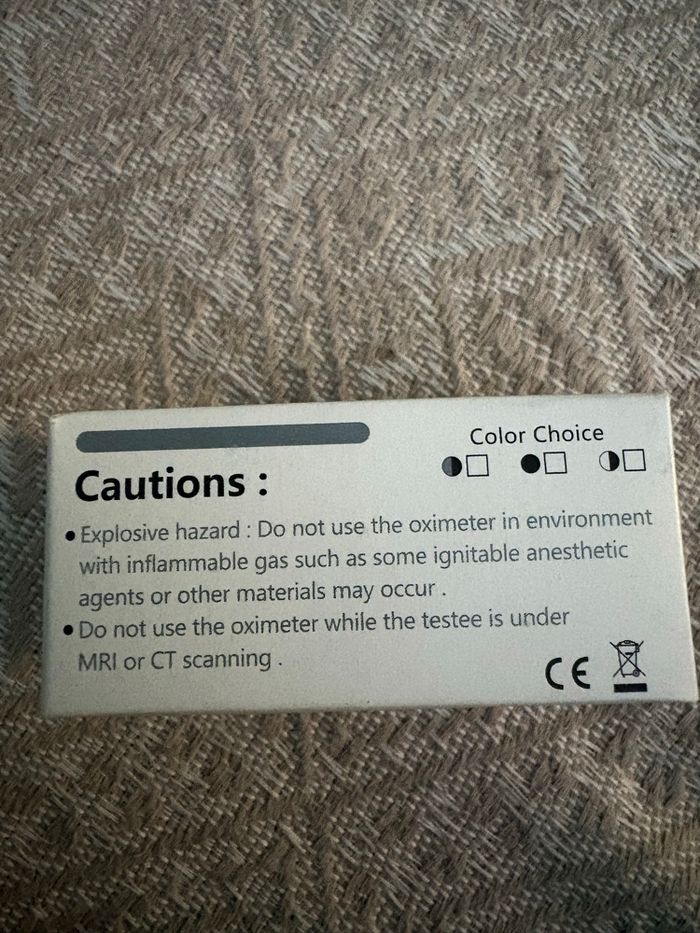 Color Choice
Cautions :
• Explosive hazard : Do not use the oximeter in environment
with inflammable gas such as some ignitable anesthetic
agents or other materials may occur .
• Do not use the oximeter while the testee is under
MRI or CT scanning .
CE